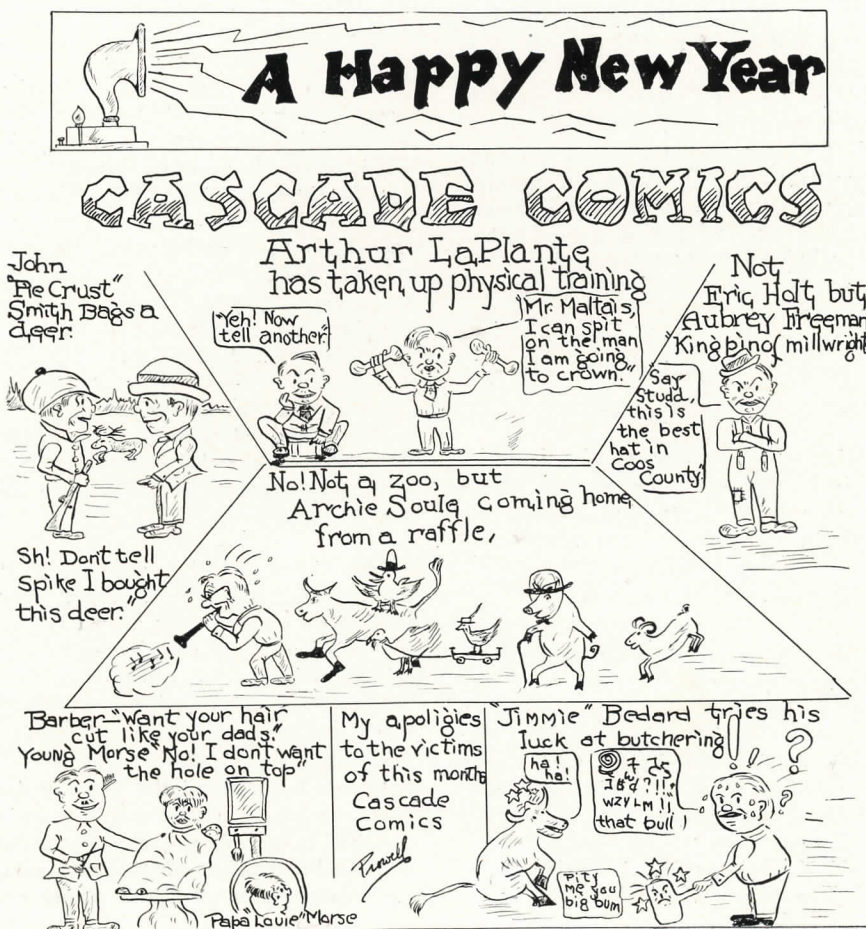 A Happy New Year
CASCADE COMICS
John
"Pie Crust"
Smith Bags a
deer.
Sh! Dont tell
Spike I bought
this deer."
Arthur LaPlante
has taken up physical training
"Yeh! Now
tell another."
"Mr. Maltais,
I can spit
on the man
I am going
to crown."
Not
Eric Holt but
Aubrey Freeman
King pin of millwrights
Say
Studd,
this is
the best
hat in
Coos
County"
No! Not a zoo, but
Archie Soule coming home
from a raffle,
Barber-"Want your hair
cut like your dads."
Young Morse "No! I dont want
the hole on top"
Papa "Louie" Morse
My apoligies
to the victims
of this months
Cascade
Comics
"Jimmie" Bedard tries his
luck at butchering
! ! ?
ha!
ha!
WZYLM!!
that bull!
Pity
me you
big bum